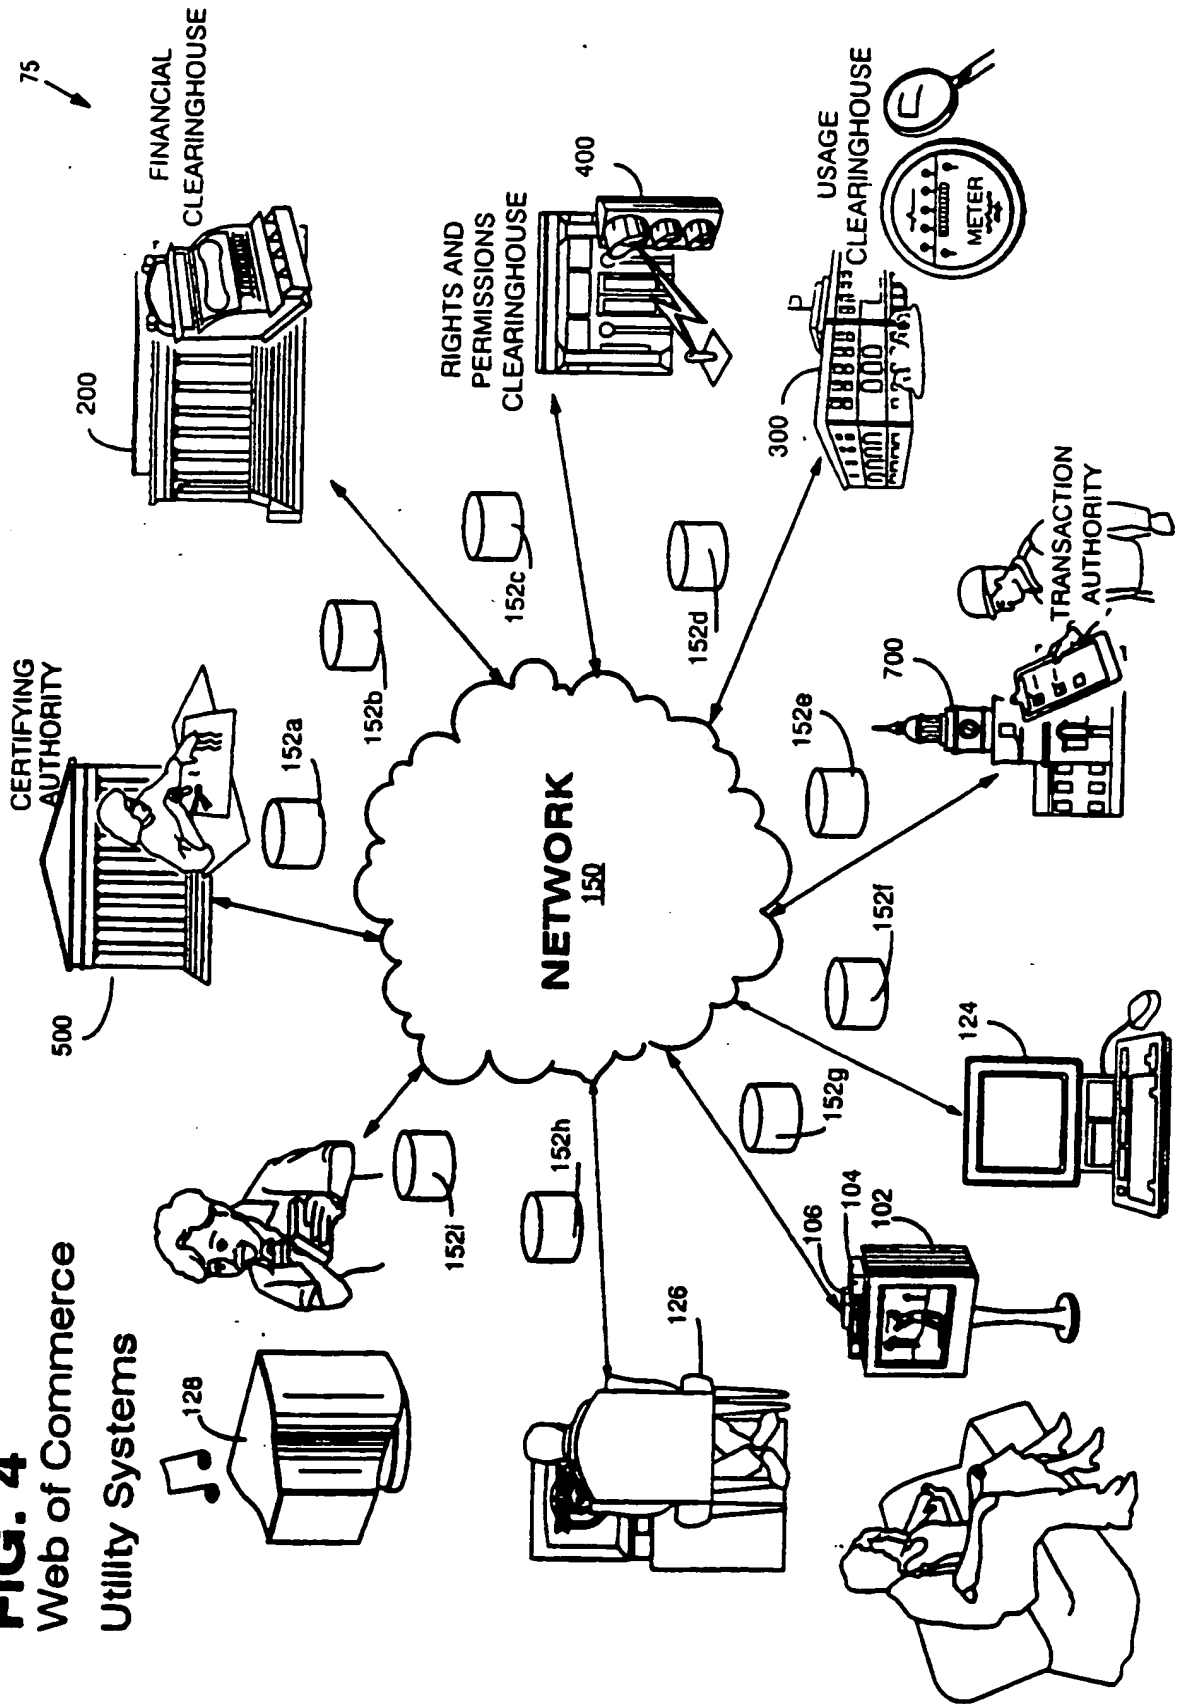 FIG. 4
Web of Commerce
Utility Systems
75
CERTIFYING
AUTHORITY
500
FINANCIAL
CLEARINGHOUSE
200
RIGHTS AND
PERMISSIONS
CLEARINGHOUSE
400
USAGE
CLEARINGHOUSE
300
METER
TRANSACTION
AUTHORITY
700
NETWORK
150
152a
152b
152c
152d
152e
152f
152g
152h
152i
128
126
106
104
102
124